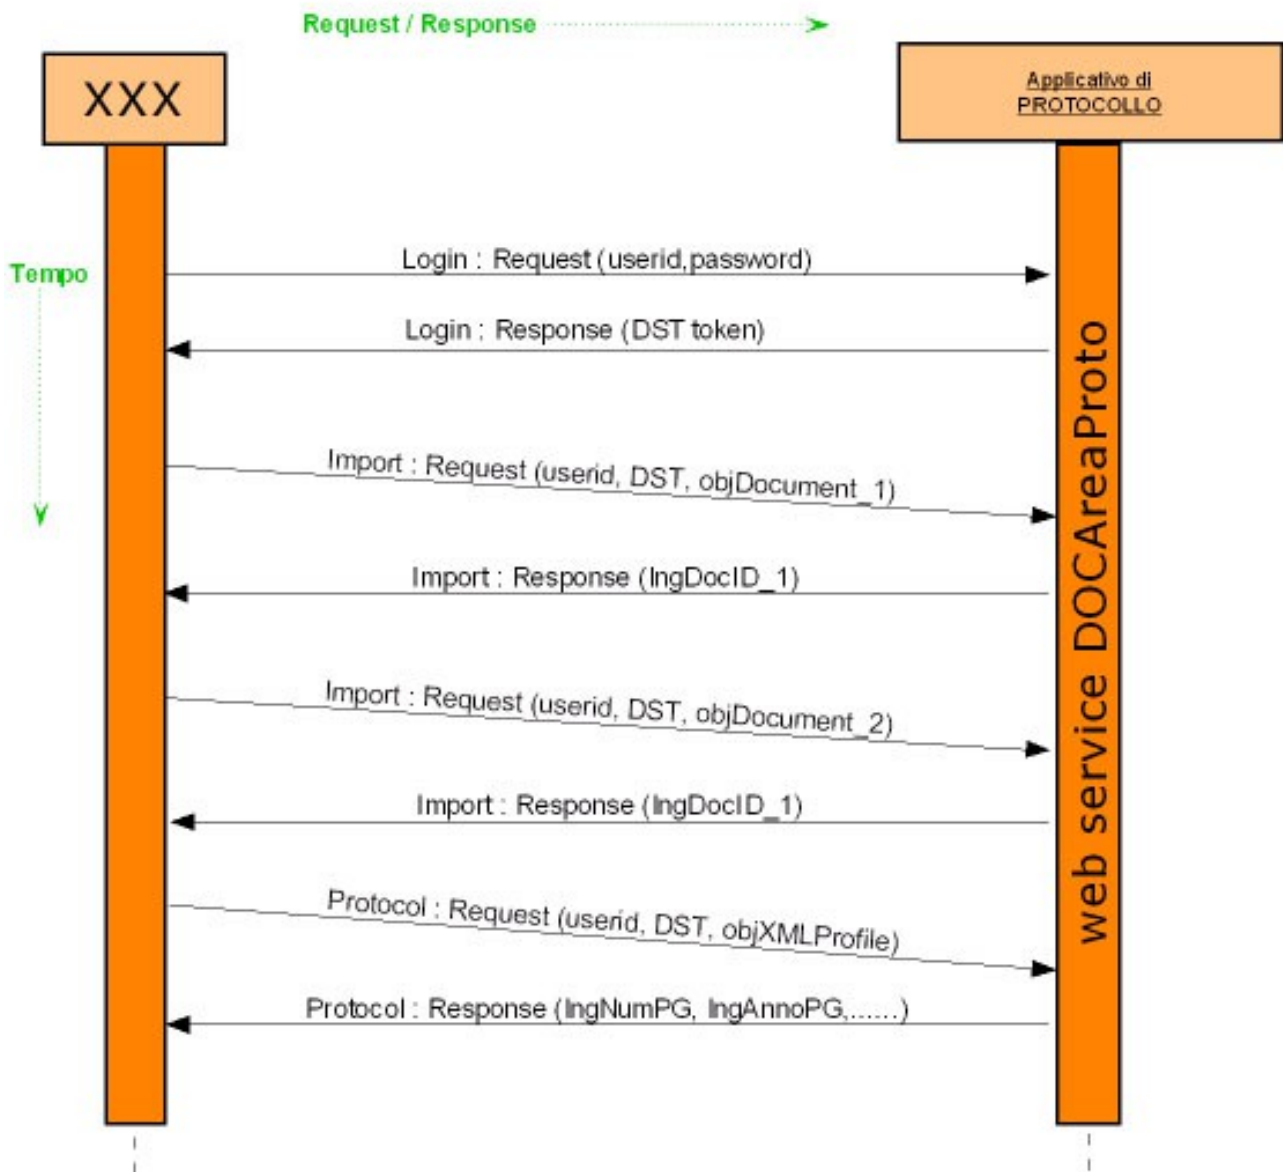 Request / Response
XXX
Applicativo di
PROTOCOLLO
Tempo
Login : Request (userid,password)
Login : Response (DST token)
Import : Request (userid, DST, objDocument_1)
Import : Response (lngDocID_1)
Import : Request (userid, DST, objDocument_2)
Import : Response (lngDocID_1)
Protocol : Request (userid, DST, objXMLProfile)
Protocol : Response (lngNumPG, lngAnnoPG,......)
web service DOCAreaProto